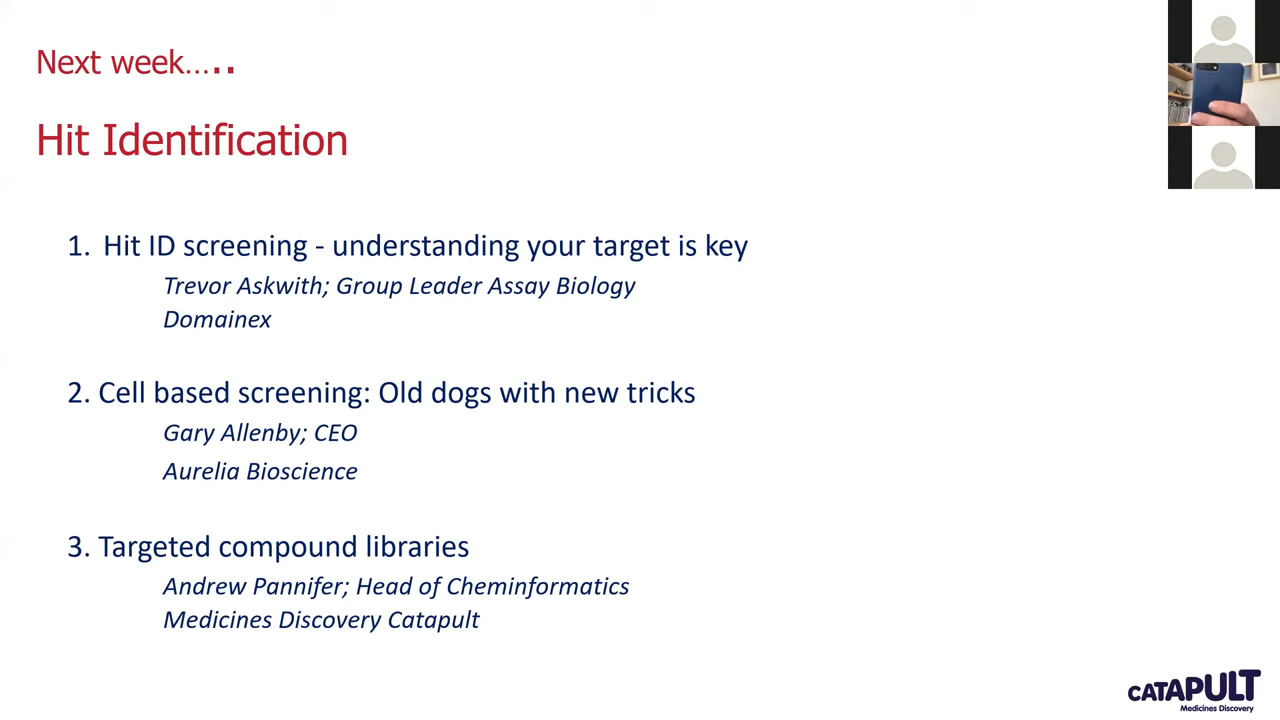 Next week.....
Hit Identification
1. Hit ID screening - understanding your target is key
Trevor Askwith; Group Leader Assay Biology
Domainex
2. Cell based screening: Old dogs with new tricks
Gary Allenby; CEO
Aurelia Bioscience
3. Targeted compound libraries
Andrew Pannifer; Head of Cheminformatics
Medicines Discovery Catapult
CATAPULT
Medicines Discovery